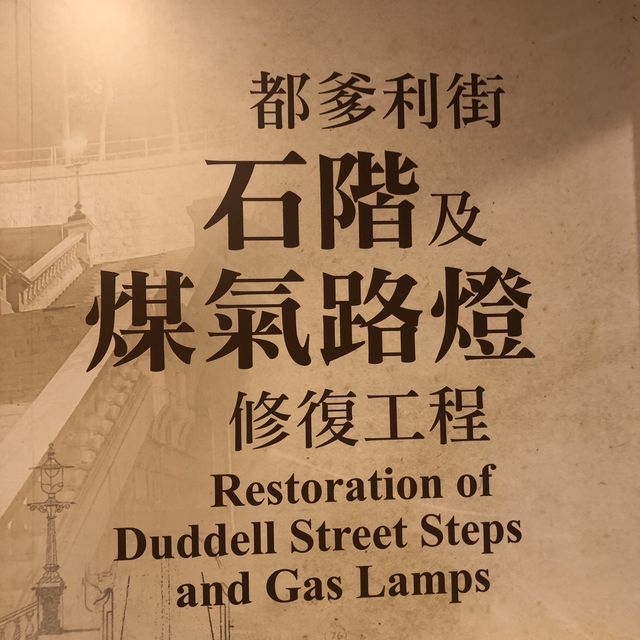 都爹利街
石階及
煤氣路燈
修復工程
Restoration of
Duddell Street Steps
and Gas Lamps